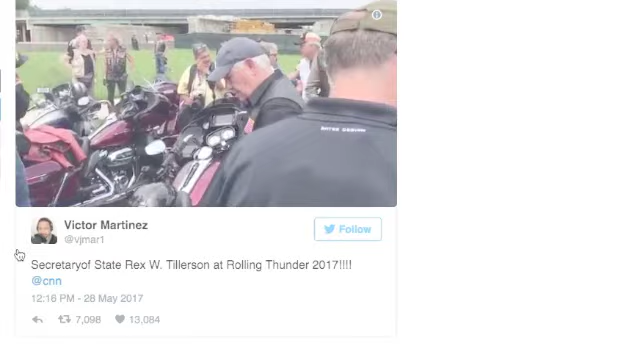 Victor Martinez
@vjmar1
Follow
Secretaryof State Rex W. Tillerson at Rolling Thunder 2017!!!!
@cnn
12:16 PM - 28 May 2017
7,098
13,084